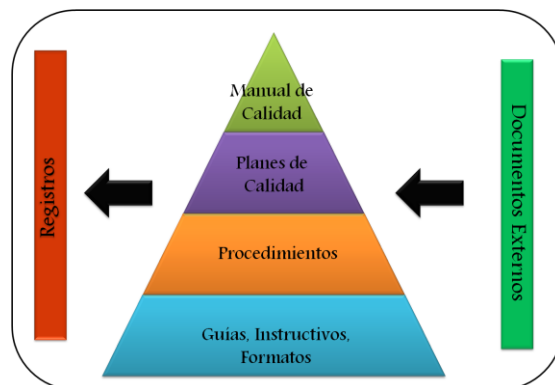 Registros
Manual de
Calidad
Planes de
Calidad
Procedimientos
Guías, Instructivos,
Formatos
Documentos Externos